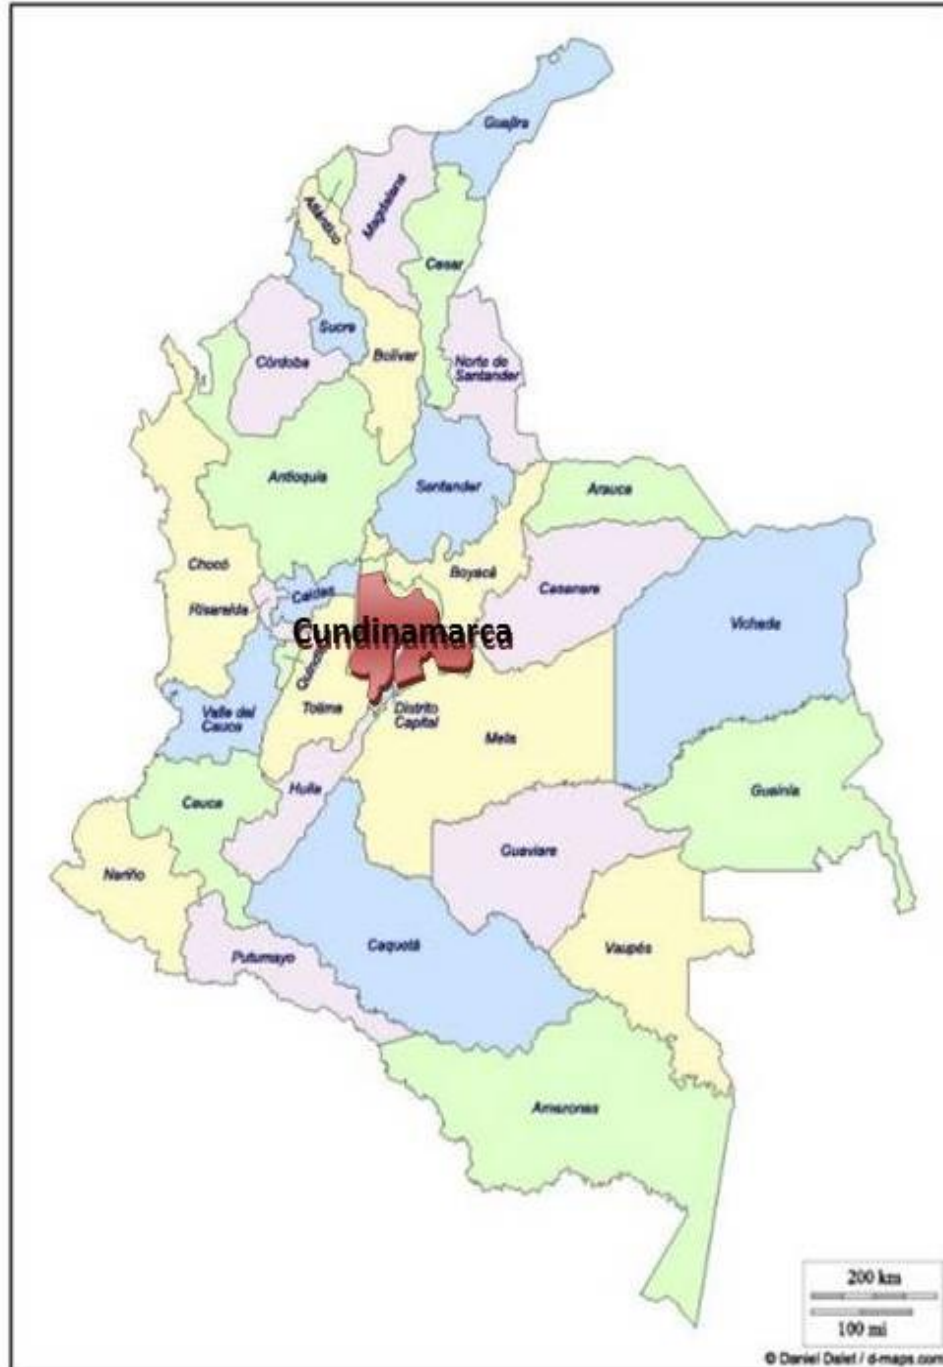 Guajira
Magdalena
Atlántico
Cesar
Sucre
Bolívar
Córdoba
Norte de
Santander
Antioquia
Santander
Arauca
Chocó
Boyacá
Casanare
Caldas
Risaralda
Vichada
Cundinamarca
Quindío
Tolima
Distrito
Capital
Valle del
Cauca
Meta
Huila
Guainía
Cauca
Guaviare
Nariño
Caquetá
Vaupés
Putumayo
Amazonas
200 km
100 mi
© Daniel Dalet / d-maps.com